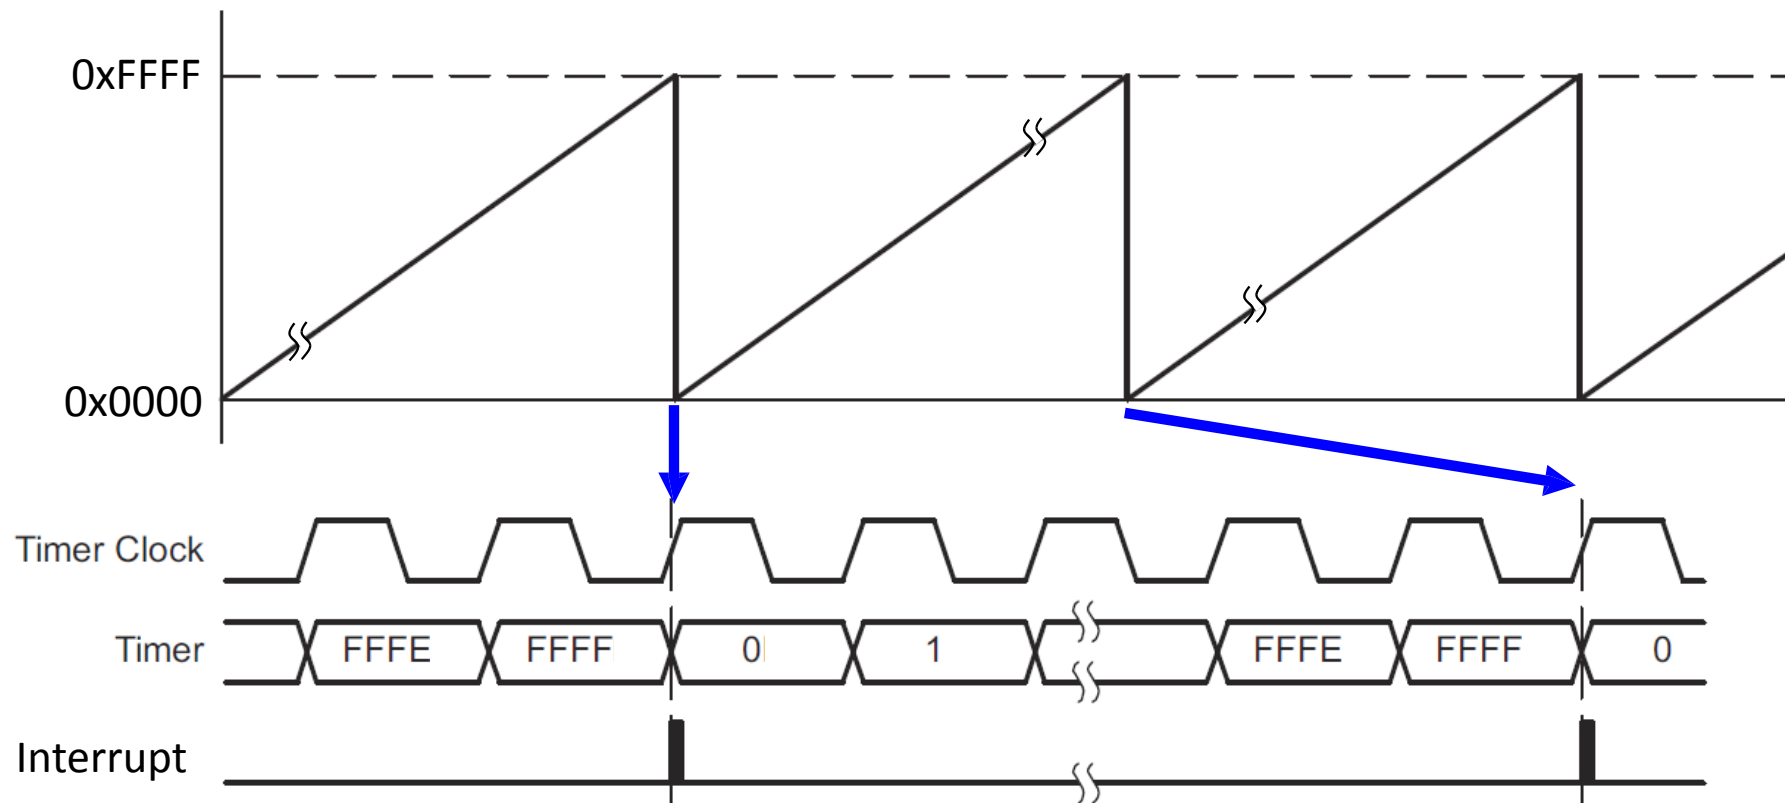 0xFFFF
0x0000
Timer Clock
Timer FFFE FFFF 0 1 FFFE FFFF 0
Interrupt